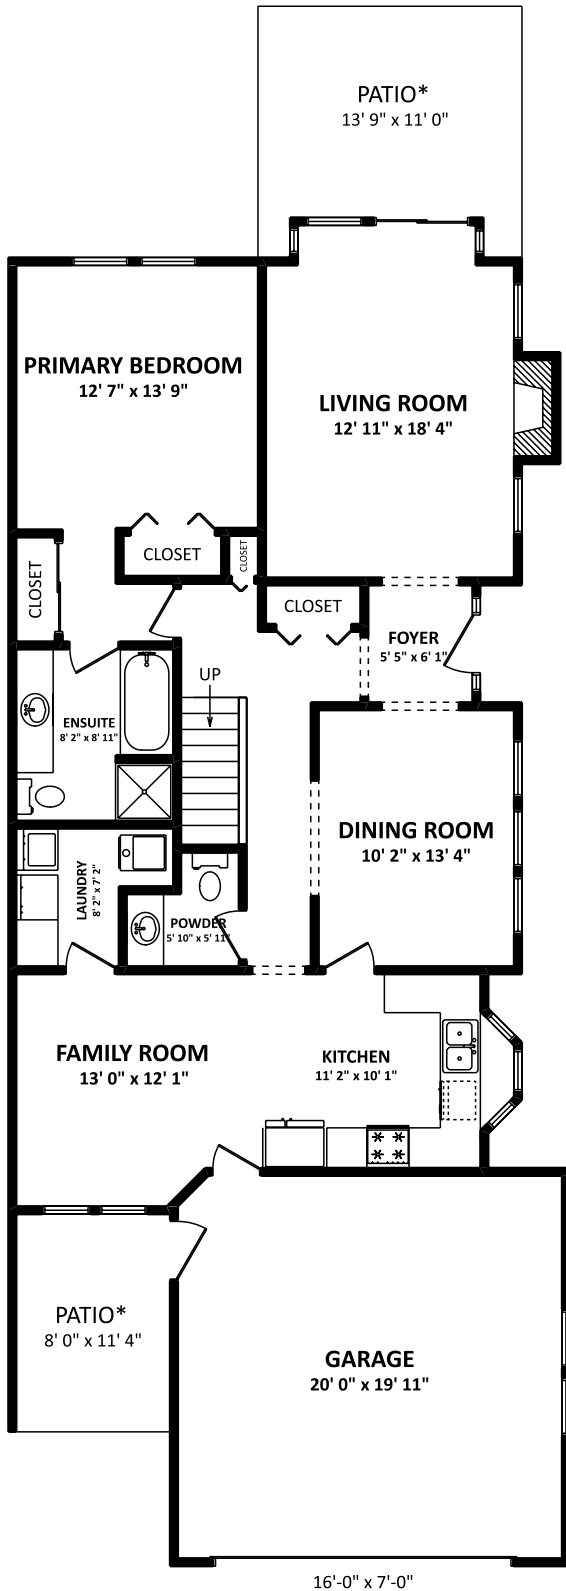 PATIO*
13' 9" x 11' 0"
PRIMARY BEDROOM
12' 7" x 13' 9"
LIVING ROOM
12' 11" x 18' 4"
CLOSET
CLOSET
CLOSET
CLOSET
FOYER
5' 5" x 6' 1"
UP
ENSUITE
8' 2" x 8' 11"
DINING ROOM
10' 2" x 13' 4"
LAUNDRY
8' 2" x 7' 2"
POWDER
5' 10" x 5' 11"
FAMILY ROOM
13' 0" x 12' 1"
KITCHEN
11' 2" x 10' 1"
PATIO*
8' 0" x 11' 4"
GARAGE
20' 0" x 19' 11"
16'-0" x 7'-0"